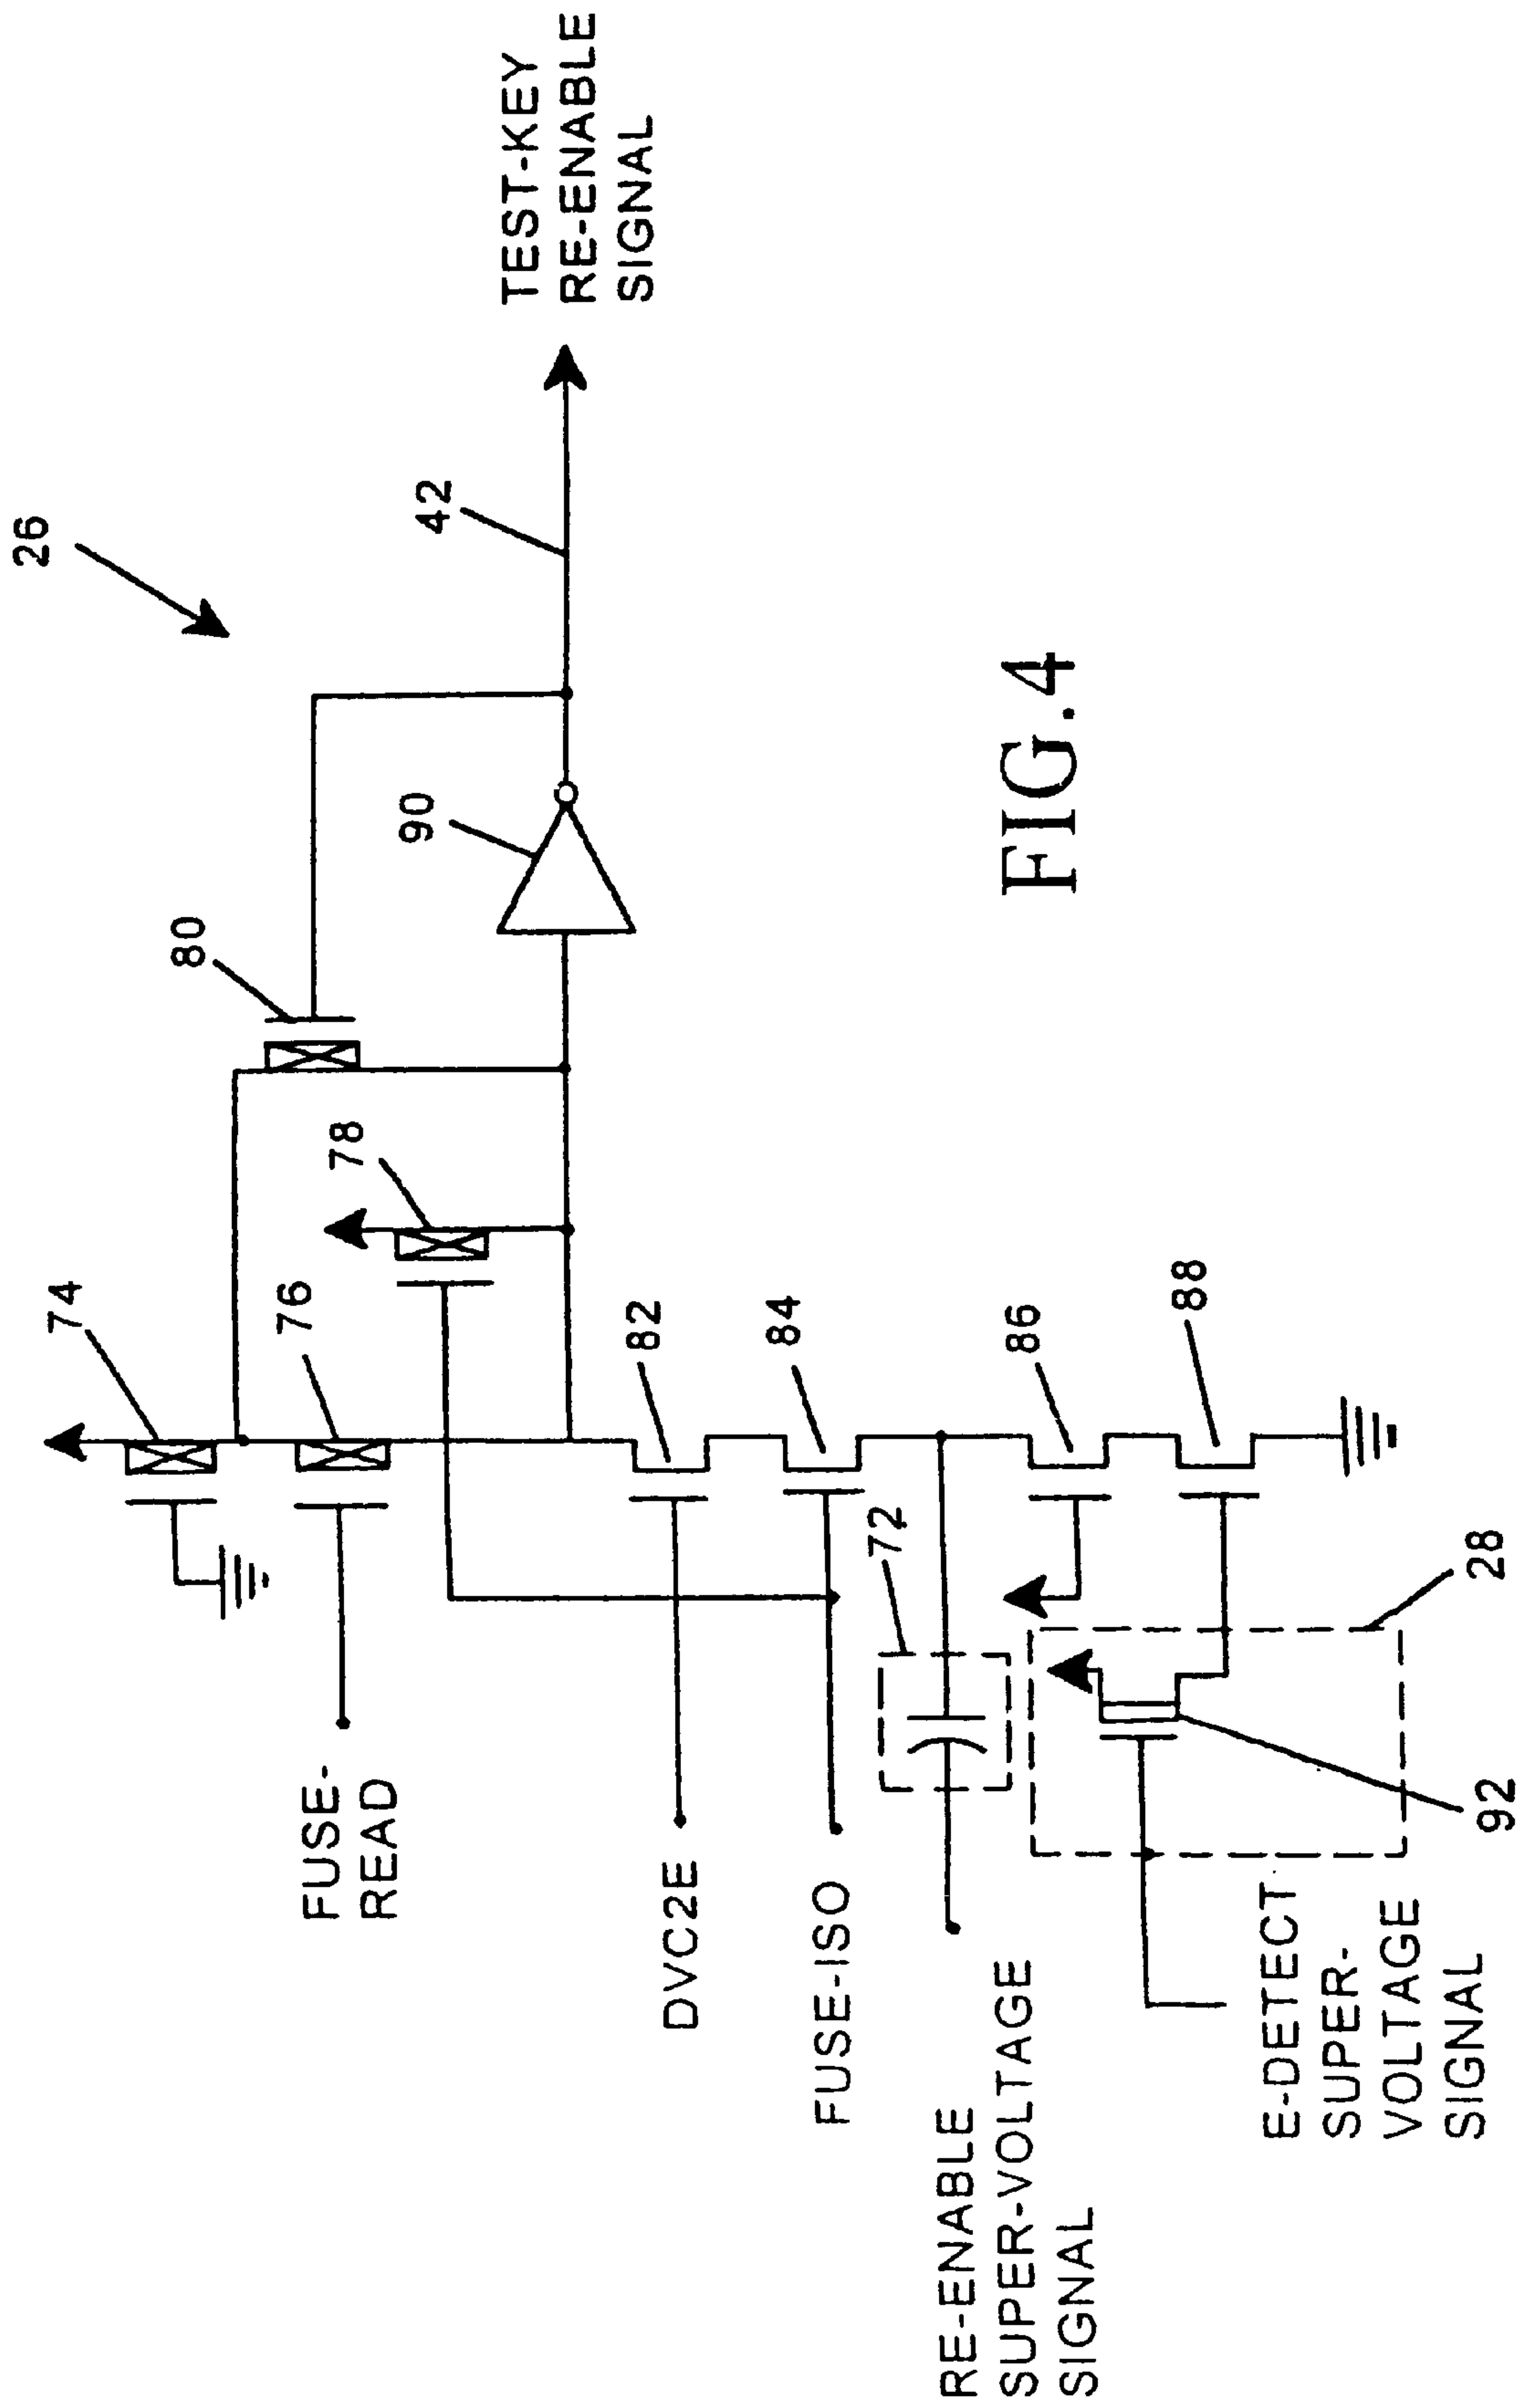 26
74
76
78
80
90
42
TEST-KEY
RE-ENABLE
SIGNAL
FUSE-
READ
82
DVC2E
84
FUSE-ISO
72
86
88
RE-ENABLE
SUPER-VOLTAGE
SIGNAL
28
92
E-DETECT
SUPER-
VOLTAGE
SIGNAL
FIG.4